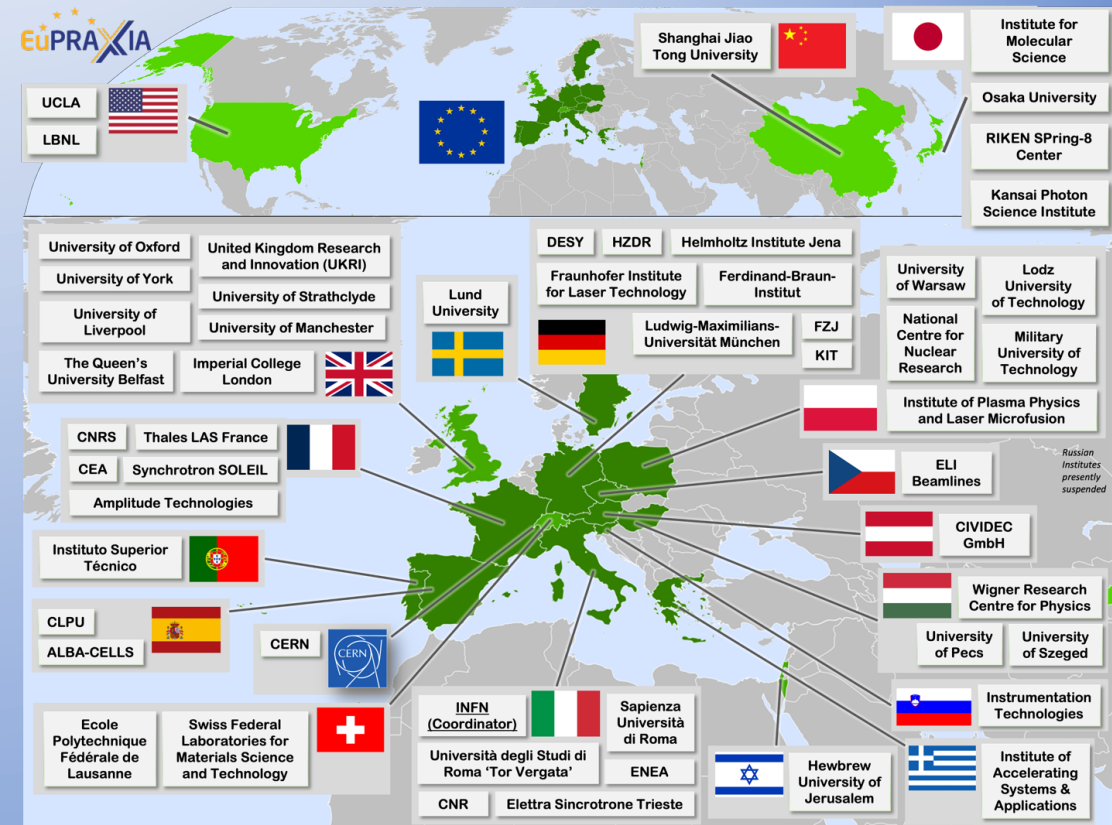 EuPRAXIA
UCLA
LBNL
Shanghai Jiao
Tong University
Institute for
Molecular
Science
Osaka University
RIKEN SPring-8
Center
Kansai Photon
Science Institute
University of Oxford
University of York
University of
Liverpool
The Queen's
University Belfast
United Kingdom Research
and Innovation (UKRI)
University of Strathclyde
University of Manchester
Imperial College
London
Lund
University
DESY
HZDR
Helmholtz Institute Jena
Fraunhofer Institute
for Laser Technology
Ferdinand-Braun-
Institut
Ludwig-Maximilians-
Universität München
FZJ
KIT
University
of Warsaw
Lodz
University
of Technology
National
Centre for
Nuclear
Research
Military
University of
Technology
Institute of Plasma Physics
and Laser Microfusion
CNRS
Thales LAS France
CEA
Synchrotron SOLEIL
Amplitude Technologies
ELI
Beamlines
Russian
Institutes
presently
suspended
CIVIDEC
GmbH
Instituto Superior
Técnico
Wigner Research
Centre for Physics
University
of Pecs
University
of Szeged
CLPU
ALBA-CELLS
CERN
CERN
Instrumentation
Technologies
Ecole
Polytechnique
Fédérale de
Lausanne
Swiss Federal
Laboratories for
Materials Science
and Technology
INFN
(Coordinator)
Sapienza
Università
di Roma
Università degli Studi di
Roma ‘Tor Vergata’
ENEA
CNR
Elettra Sincrotrone Trieste
Hewbrew
University of
Jerusalem
Institute of
Accelerating
Systems &
Applications